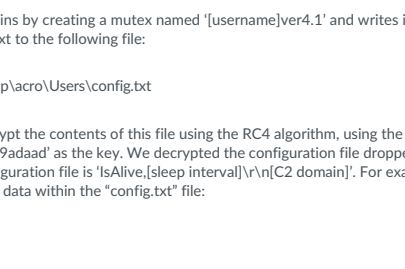 ins by creating a mutex named ‘[username]ver4.1’ and writes i
xt to the following file:
p\acro\Users\config.txt
ypt the contents of this file using the RC4 algorithm, using the
9adaad’ as the key. We decrypted the configuration file droppe
guration file is ‘IsAlive,[sleep interval]\r\n[C2 domain]’. For exa
data within the “config.txt” file: